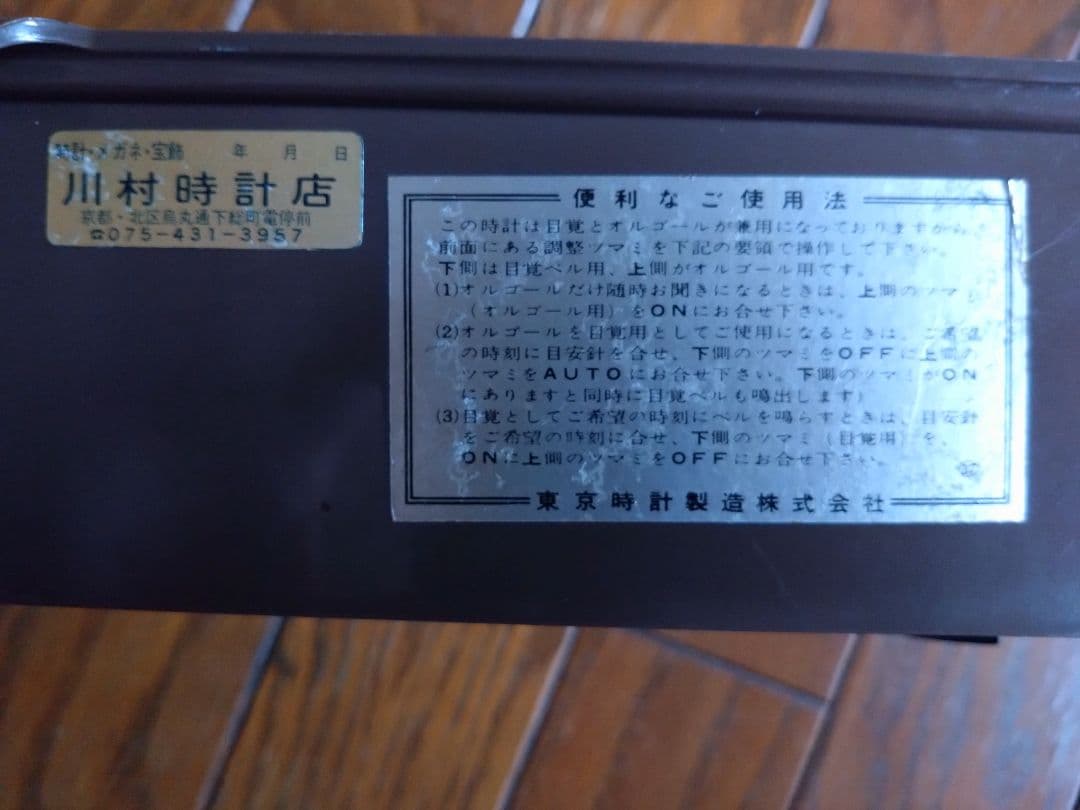 時計・メガネ・宝飾 年 月 日
川村時計店
京都・北区烏丸通下総町電停前
☎075-431-3957
便利なご使用法
この時計は目覚とオルゴールが兼用になっておりますから
前面にある調整ツマミを下記の要領で操作して下さい。
下側は目覚ベル用、上側がオルゴール用です。
(1)オルゴールだけ随時お聞きになるときは、上側のツマミ
(オルゴール用)をONにお合せ下さい。
(2)オルゴールを目覚用としてご使用になるときは、ご希望
の時刻に目安針を合せ、下側のツマミをOFFに上側の
ツマミをAUTOにお合せ下さい。下側のツマミがON
にありますと同時に目覚ベルも鳴出します)
(3)目覚としてご希望の時刻にベルを鳴らすときは、目安針
をご希望の時刻に合せ、下側のツマミ(目覚用)を、
ONに上側のツマミをOFFにお合せ下さい。
東京時計製造株式会社